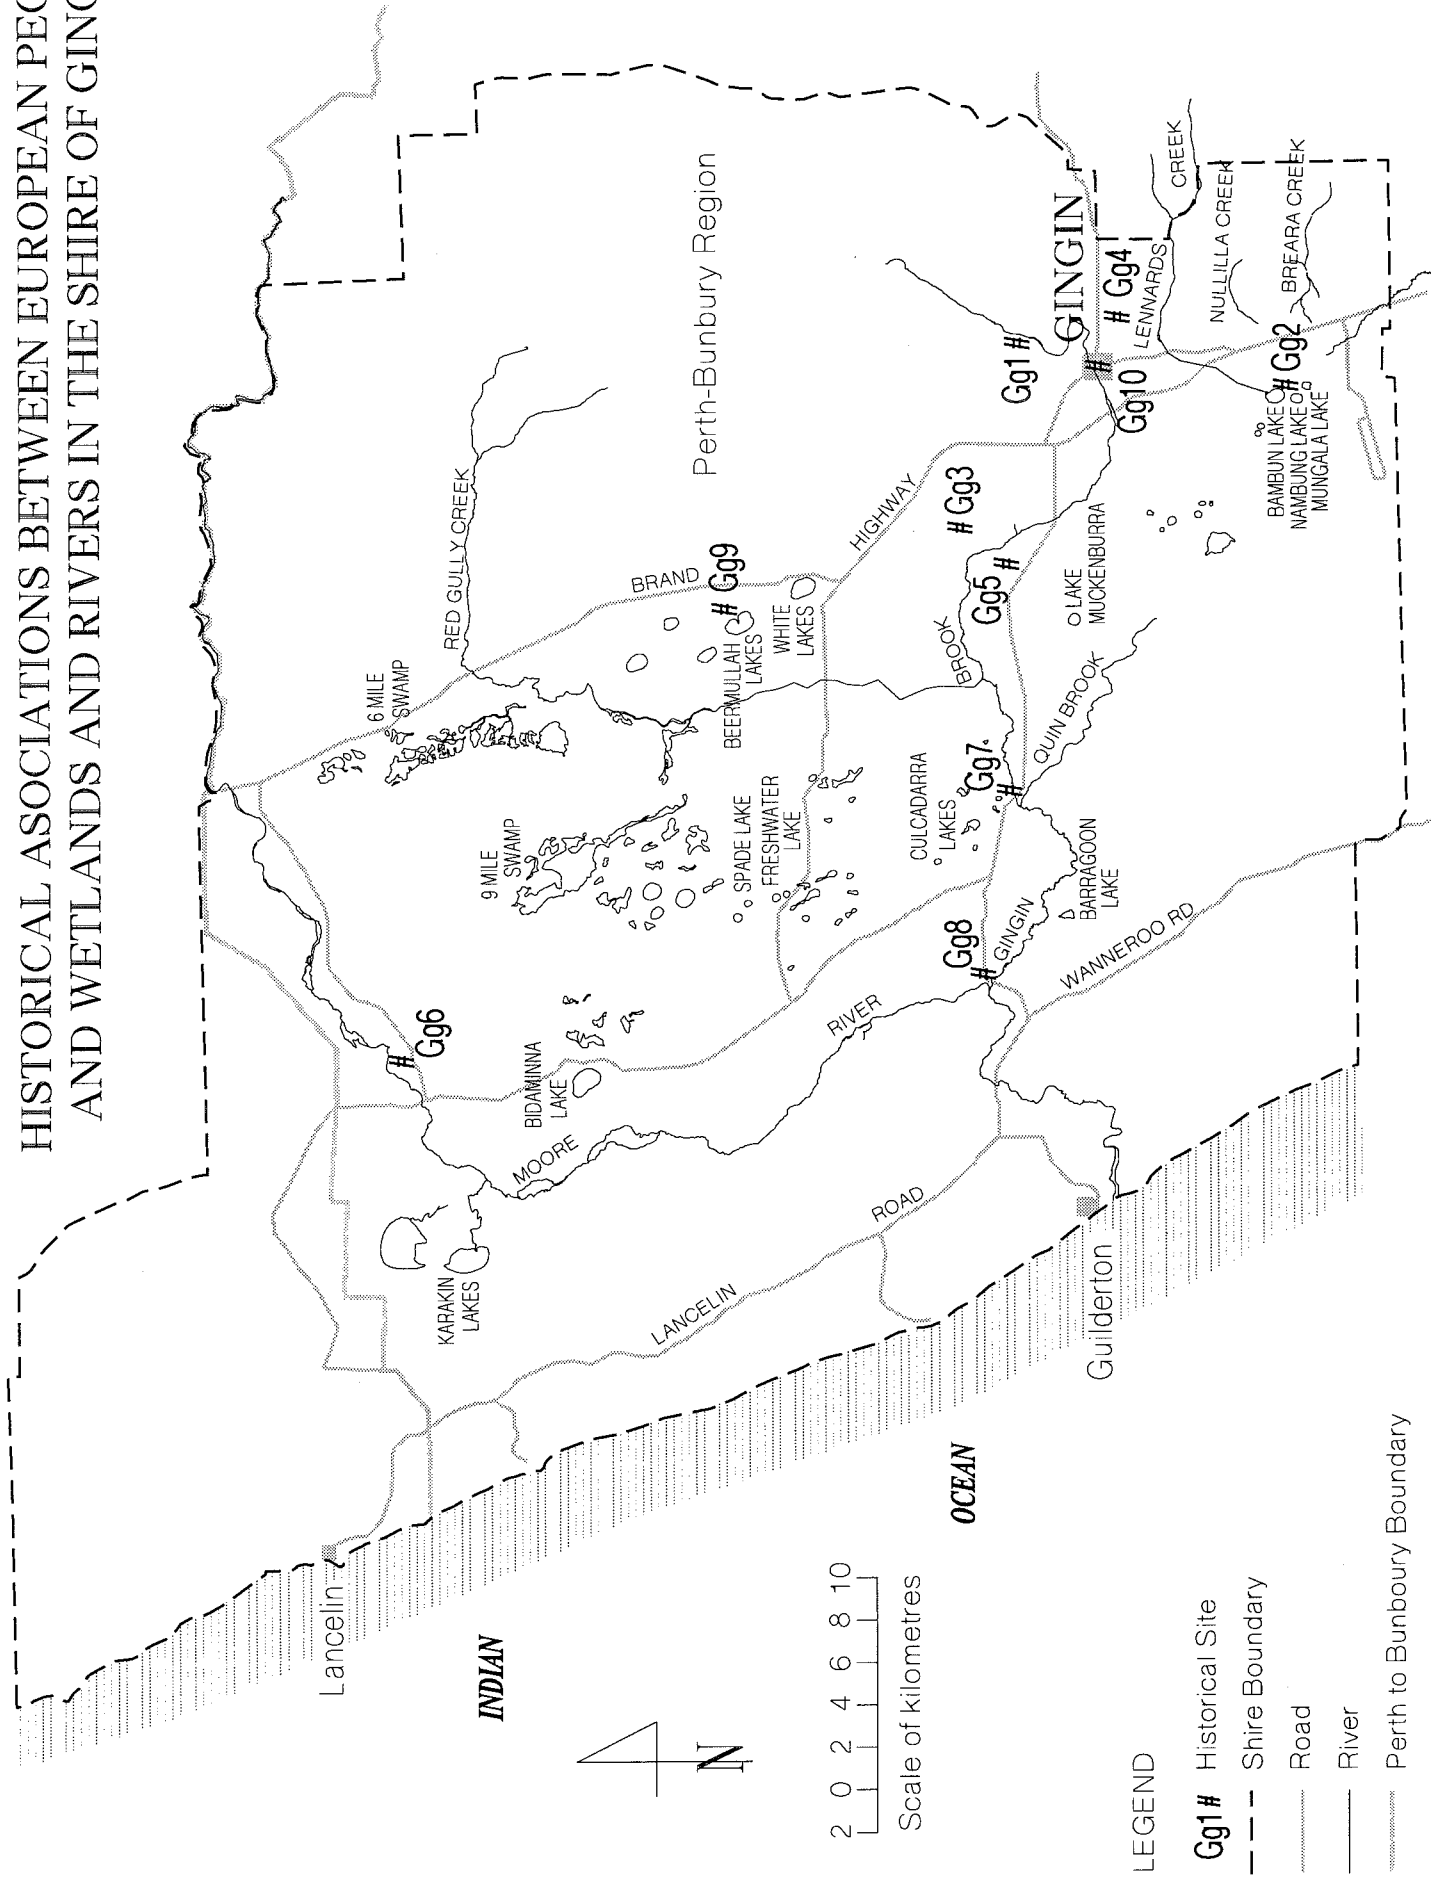 HISTORICAL ASOCIATIONS BETWEEN EUROPEAN
AND WETLANDS AND RIVERS IN THE SHIRE OF
Perth-Bunbury Region
RED GULLY CREEK
6 MILE
SWAMP
9 MILE
SWAMP
BRAND
HIGHWAY
Gg9
BEERMULLAH
LAKES
WHITE
LAKES
SPADE LAKE
FRESHWATER
LAKE
CULCADARRA
LAKES
Gg6
BIDAMINNA
LAKE
MOORE
RIVER
KARAKIN
LAKES
LANCELIN
ROAD
Lancelin
INDIAN
OCEAN
Guilderton
Gg1 #
GINGIN
# Gg4
Gg10
LENNARDS
CREEK
NULLILLA CREEK
BREARA CREEK
# Gg2
BAMBUN LAKE
NAMBUNG LAKE
MUNGALA LAKE
# Gg3
Gg5 #
LAKE
MUCKENBURRA
BROOK
QUIN BROOK
Gg7
#
BARRAGOON
LAKE
Gg8
#
GINGIN
WANNEROO RD
N
2 0 2 4 6 8 10
Scale of kilometres
LEGEND
Gg1 # Historical Site
Shire Boundary
Road
River
Perth to Bunboury Boundary